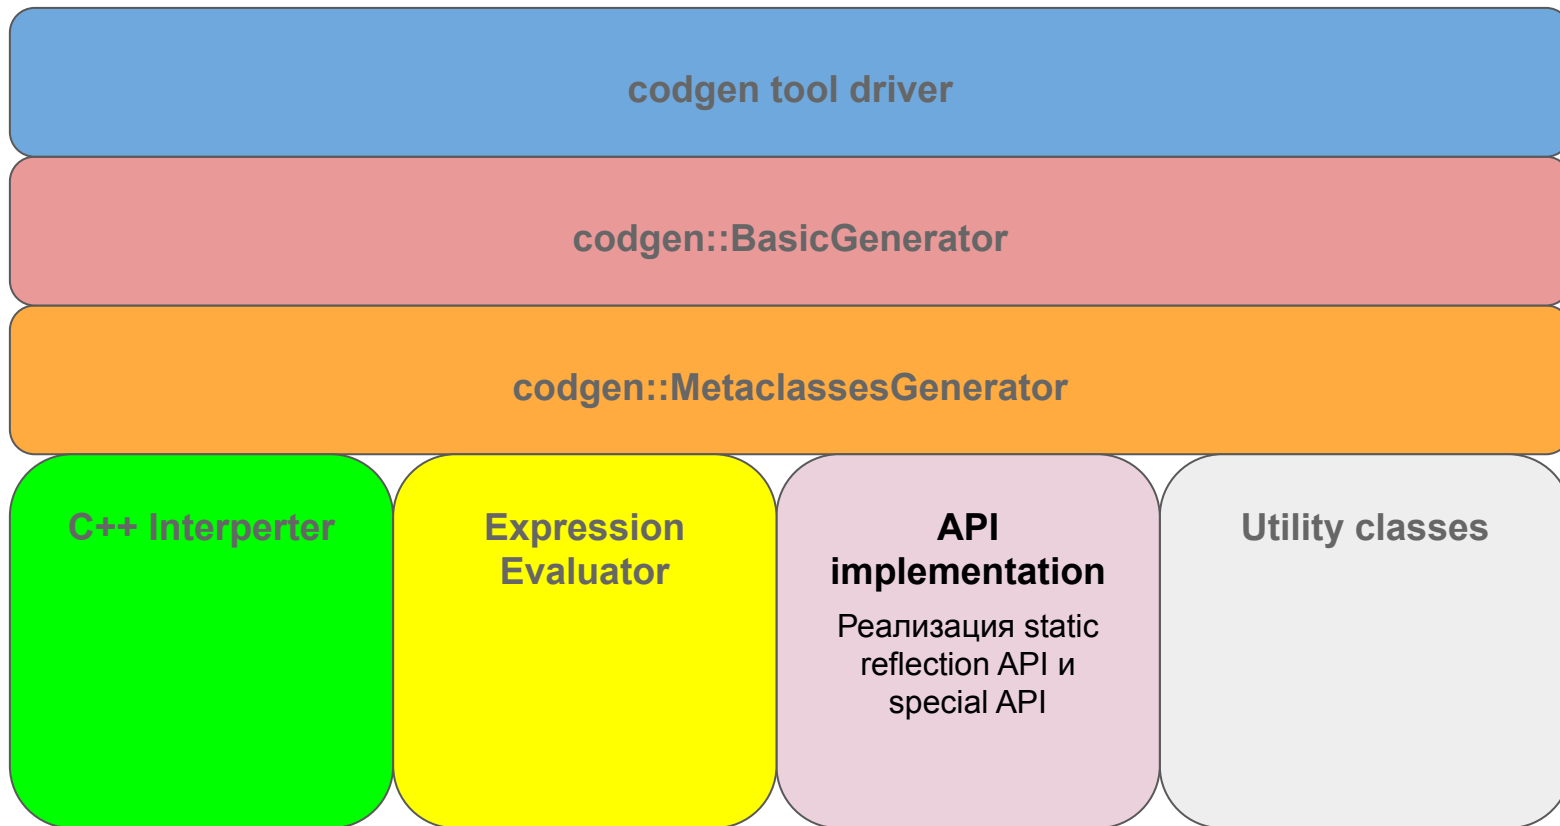 codgen tool driver
codgen::BasicGenerator
codgen::MetaclassesGenerator
C++ Interperter
Expression
Evaluator
API
implementation
Реализация static
reflection API и
special API
Utility classes